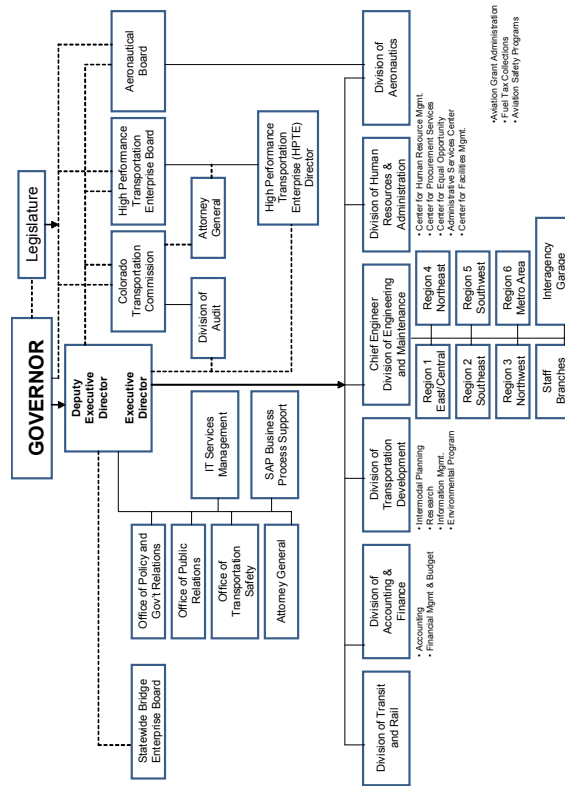 GOVERNOR
Legislature
Deputy
Executive
Director
Executive
Director
Statewide Bridge
Enterprise Board
Colorado
Transportation
Commission
High Performance
Transportation
Enterprise Board
Aeronautical
Board
Division of
Audit
Attorney
General
High Performance
Transportation
Enterprise (HPTE)
Director
Office of Policy and
Gov't Relations
Office of Public
Relations
Office of
Transportation
Safety
Attorney General
IT Services
Management
SAP Business
Process Support
Division of Transit
and Rail
Division of
Accounting &
Finance
• Accounting
• Financial Mgmt & Budget
Division of
Transportation
Development
• Intermodal Planning
• Research
• Information Mgmt.
• Environmental Program
Chief Engineer
Division of Engineering
and Maintenance
Region 1
East/Central
Region 4
Northeast
Region 2
Southeast
Region 5
Southwest
Region 3
Northwest
Region 6
Metro Area
Staff
Branches
Interagency
Garage
Division of Human
Resources &
Administration
• Center for Human Resource Mgmt.
• Center for Procurement Services
• Center for Equal Opportunity
• Administrative Services Center
• Center for Facilities Mgmt.
Division of
Aeronautics
•Aviation Grant Administration
• Fuel Tax Collections
• Aviation Safety Programs